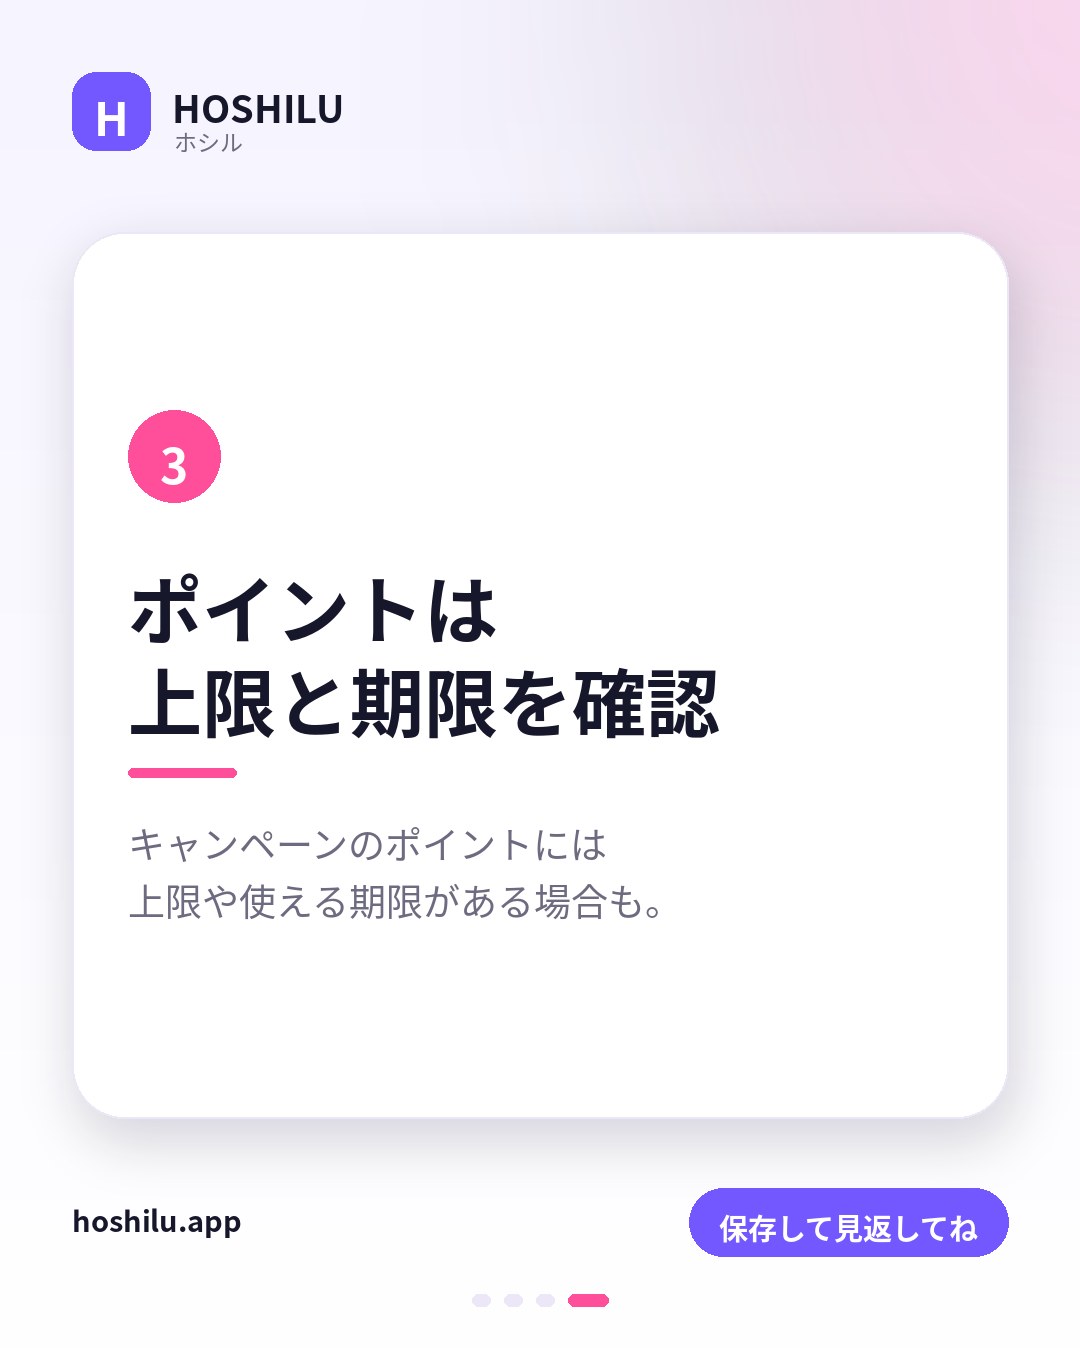 H
HOSHILU
ホシル
3
ポイントは
上限と期限を確認
キャンペーンのポイントには
上限や使える期限がある場合も。
hoshilu.app
保存して見返してね